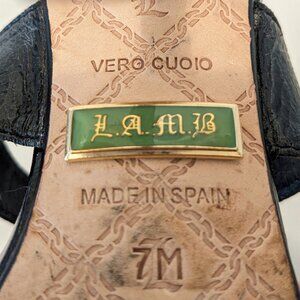 VERO CUOIO
L.A.M.B
MADE IN SPAIN
7M